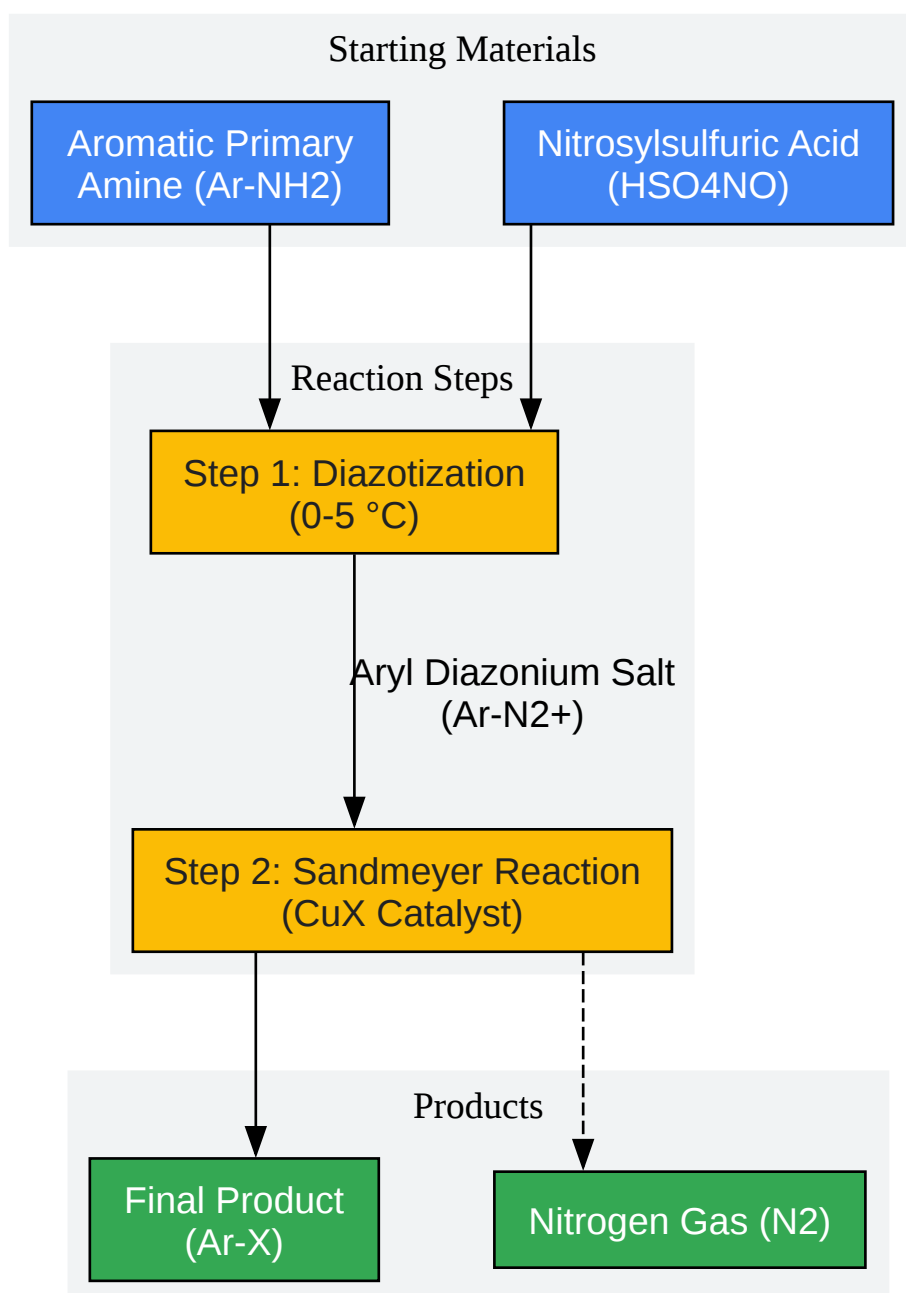 Starting Materials
Aromatic Primary
Amine (Ar-NH2)
Nitrosylsulfuric Acid
(HSO4NO)
Reaction Steps
Step 1: Diazotization
(0-5 °C)
Aryl Diazonium Salt
(Ar-N2+)
Step 2: Sandmeyer Reaction
(CuX Catalyst)
Products
Final Product
(Ar-X)
Nitrogen Gas (N2)